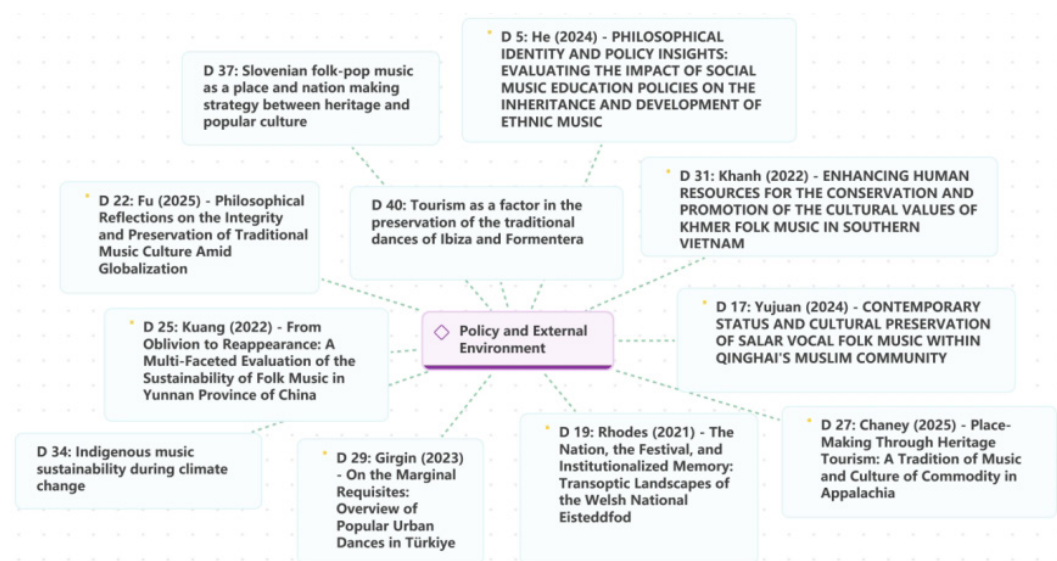 D 37: Slovenian folk-pop music
as a place and nation making
strategy between heritage and
popular culture
D 5: He (2024) - PHILOSOPHICAL
IDENTITY AND POLICY INSIGHTS:
EVALUATING THE IMPACT OF SOCIAL
MUSIC EDUCATION POLICIES ON THE
INHERITANCE AND DEVELOPMENT OF
ETHNIC MUSIC
D 22: Fu (2025) - Philosophical
Reflections on the Integrity
and Preservation of Traditional
Music Culture Amid
Globalization
D 40: Tourism as a factor in the
preservation of the traditional
dances of Ibiza and Formentera
D 31: Khanh (2022) - ENHANCING HUMAN
RESOURCES FOR THE CONSERVATION AND
PROMOTION OF THE CULTURAL VALUES OF
KHMER FOLK MUSIC IN SOUTHERN
VIETNAM
D 25: Kuang (2022) - From
Oblivion to Reappearance: A
Multi-Faceted Evaluation of the
Sustainability of Folk Music in
Yunnan Province of China
Policy and External
Environment
D 17: Yujuan (2024) - CONTEMPORARY
STATUS AND CULTURAL PRESERVATION
OF SALAR VOCAL FOLK MUSIC WITHIN
QINGHAI'S MUSLIM COMMUNITY
D 34: Indigenous music
sustainability during climate
change
D 29: Girgin (2023)
- On the Marginal
Requisites:
Overview of
Popular Urban
Dances in Türkiye
D 19: Rhodes (2021) - The
Nation, the Festival, and
Institutionalized Memory:
Transoptic Landscapes of
the Welsh National
Eisteddfod
D 27: Chaney (2025) - Place-
Making Through Heritage
Tourism: A Tradition of Music
and Culture of Commodity in
Appalachia